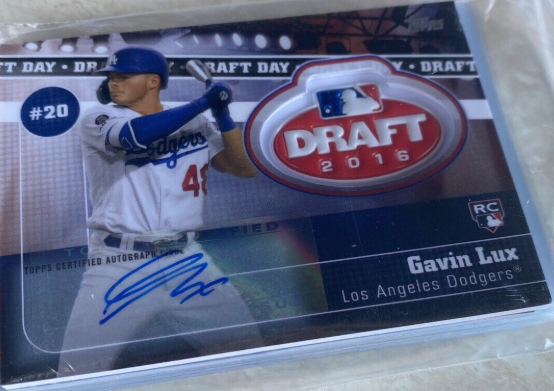 Topps
FT DAY • DRAFT DAY • DRAFT DAY • DRAFT
#20
DRAFT
2016
Dodgers
48
TOPPS CERTIFIED AUTOGRAPH
RC
Gavin Lux
Los Angeles Dodgers®